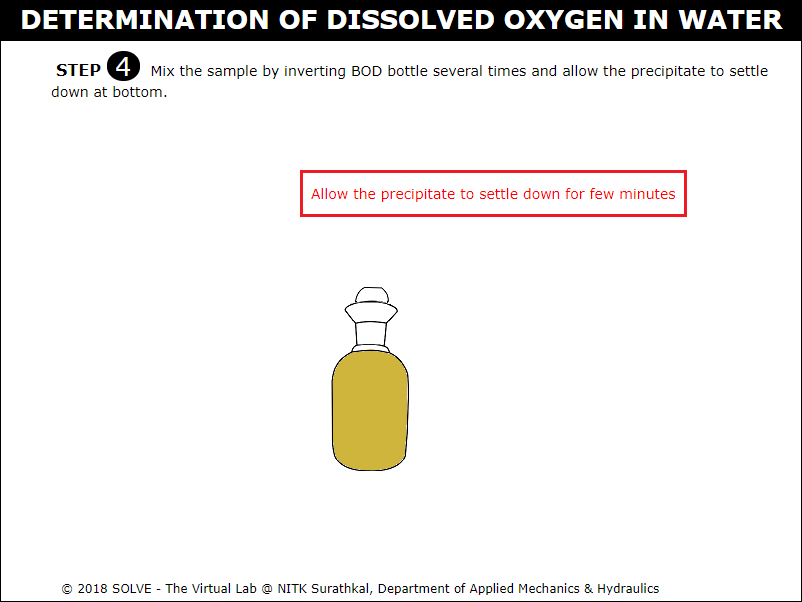 DETERMINATION OF DISSOLVED OXYGEN IN WATER
STEP 4 Mix the sample by inverting BOD bottle several times and allow the precipitate to settle
down at bottom.
Allow the precipitate to settle down for few minutes
© 2018 SOLVE - The Virtual Lab @ NITK Surathkal, Department of Applied Mechanics & Hydraulics